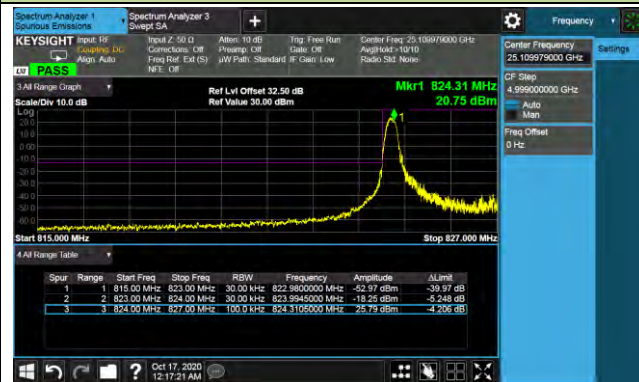 Spectrum Analyzer 1
Spurious Emissions
Spectrum Analyzer 3
Swept SA
+
Frequency
KEYSIGHT
Input: RF
Coupling: DC
Align: Auto
Input Z: 50 Ω
Corrections: Off
Freq Ref: Ext (S)
NFE: Off
Atten: 10 dB
Preamp: Off
µW Path: Standard
Trig: Free Run
Gate: Off
IF Gain: Low
Center Freq: 25.109979000 GHz
Avg|Hold:>10/10
Radio Std: None
LXI PASS
Center Frequency
25.109979000 GHz
Settings
CF Step
4.999000000 GHz
Auto
Man
Freq Offset
0 Hz
3 All Range Graph
Scale/Div 10.0 dB
Ref Lvl Offset 32.50 dB
Ref Value 30.00 dBm
Mkr1 824.31 MHz
20.75 dBm
Log
20.0
10.0
0.00
-10.0
-20.0
-30.0
-40.0
-50.0
-60.0
1
Start 815.000 MHz
Stop 827.000 MHz
4 All Range Table
Spur Range Start Freq Stop Freq RBW Frequency Amplitude ΔLimit
1 1 815.00 MHz 823.00 MHz 30.00 kHz 822.9800000 MHz -52.97 dBm -39.97 dB
2 2 823.00 MHz 824.00 MHz 30.00 kHz 823.9945000 MHz -18.25 dBm -5.248 dB
3 3 824.00 MHz 827.00 MHz 100.0 kHz 824.3105000 MHz 25.79 dBm -4.206 dB
?
Oct 17, 2020
12:17:21 AM